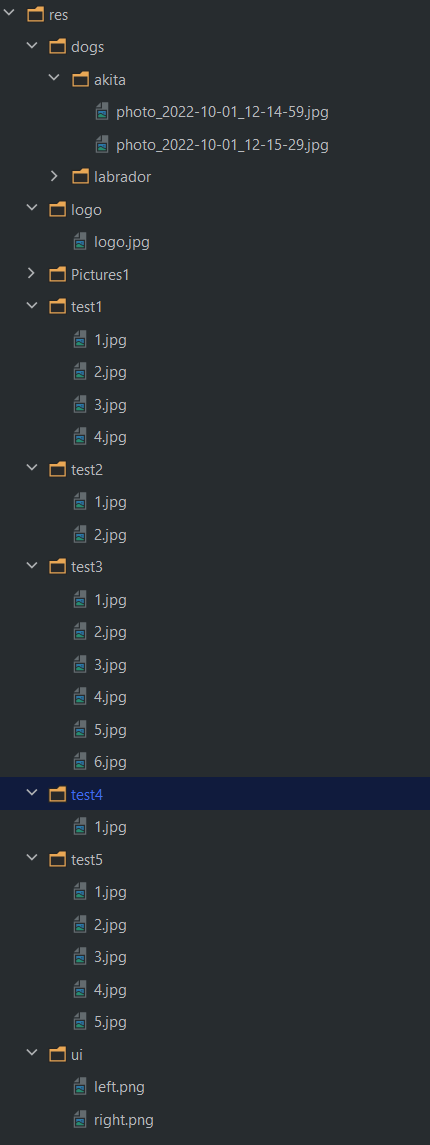 res
dogs
akita
photo_2022-10-01_12-14-59.jpg
photo_2022-10-01_12-15-29.jpg
labrador
logo
logo.jpg
Pictures1
test1
1.jpg
2.jpg
3.jpg
4.jpg
test2
1.jpg
2.jpg
test3
1.jpg
2.jpg
3.jpg
4.jpg
5.jpg
6.jpg
test4
1.jpg
test5
1.jpg
2.jpg
3.jpg
4.jpg
5.jpg
ui
left.png
right.png